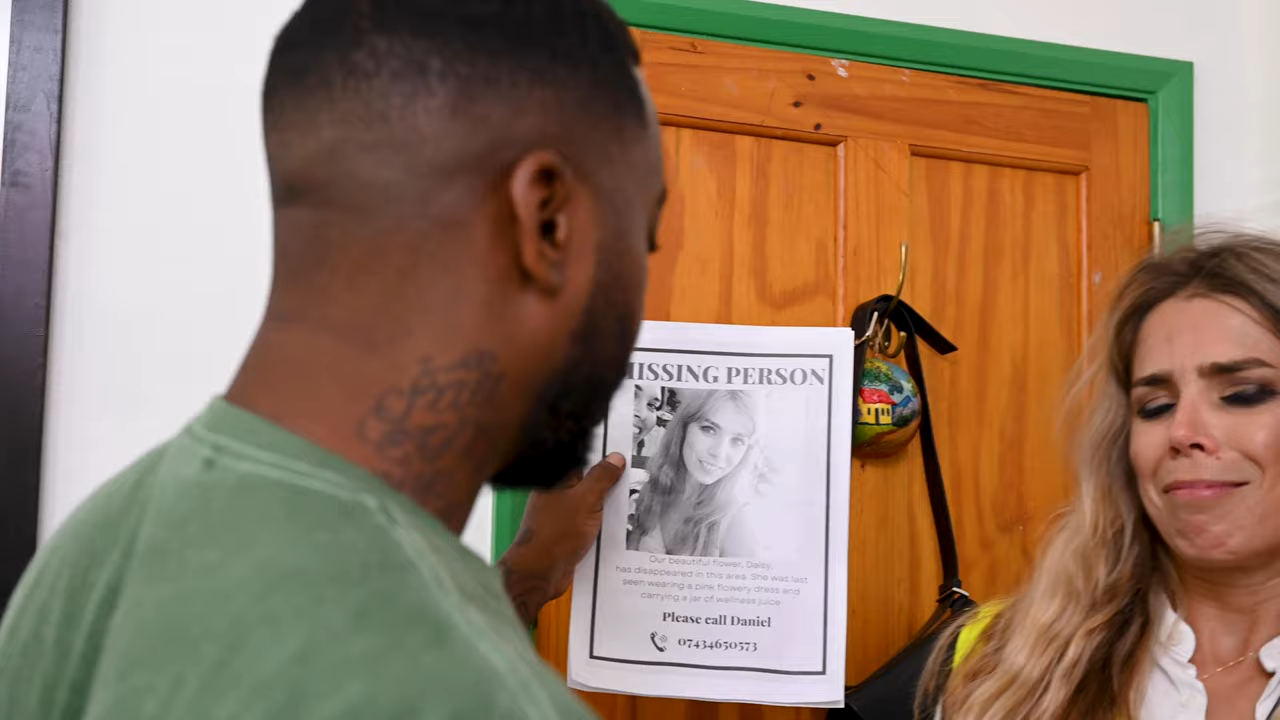 MISSING PERSON
Our beautiful flower, Daisy,
has disappeared in this area. She was last
seen wearing a pink flowery dress and
carrying a jar of wellness juice
Please call Daniel
07434650573